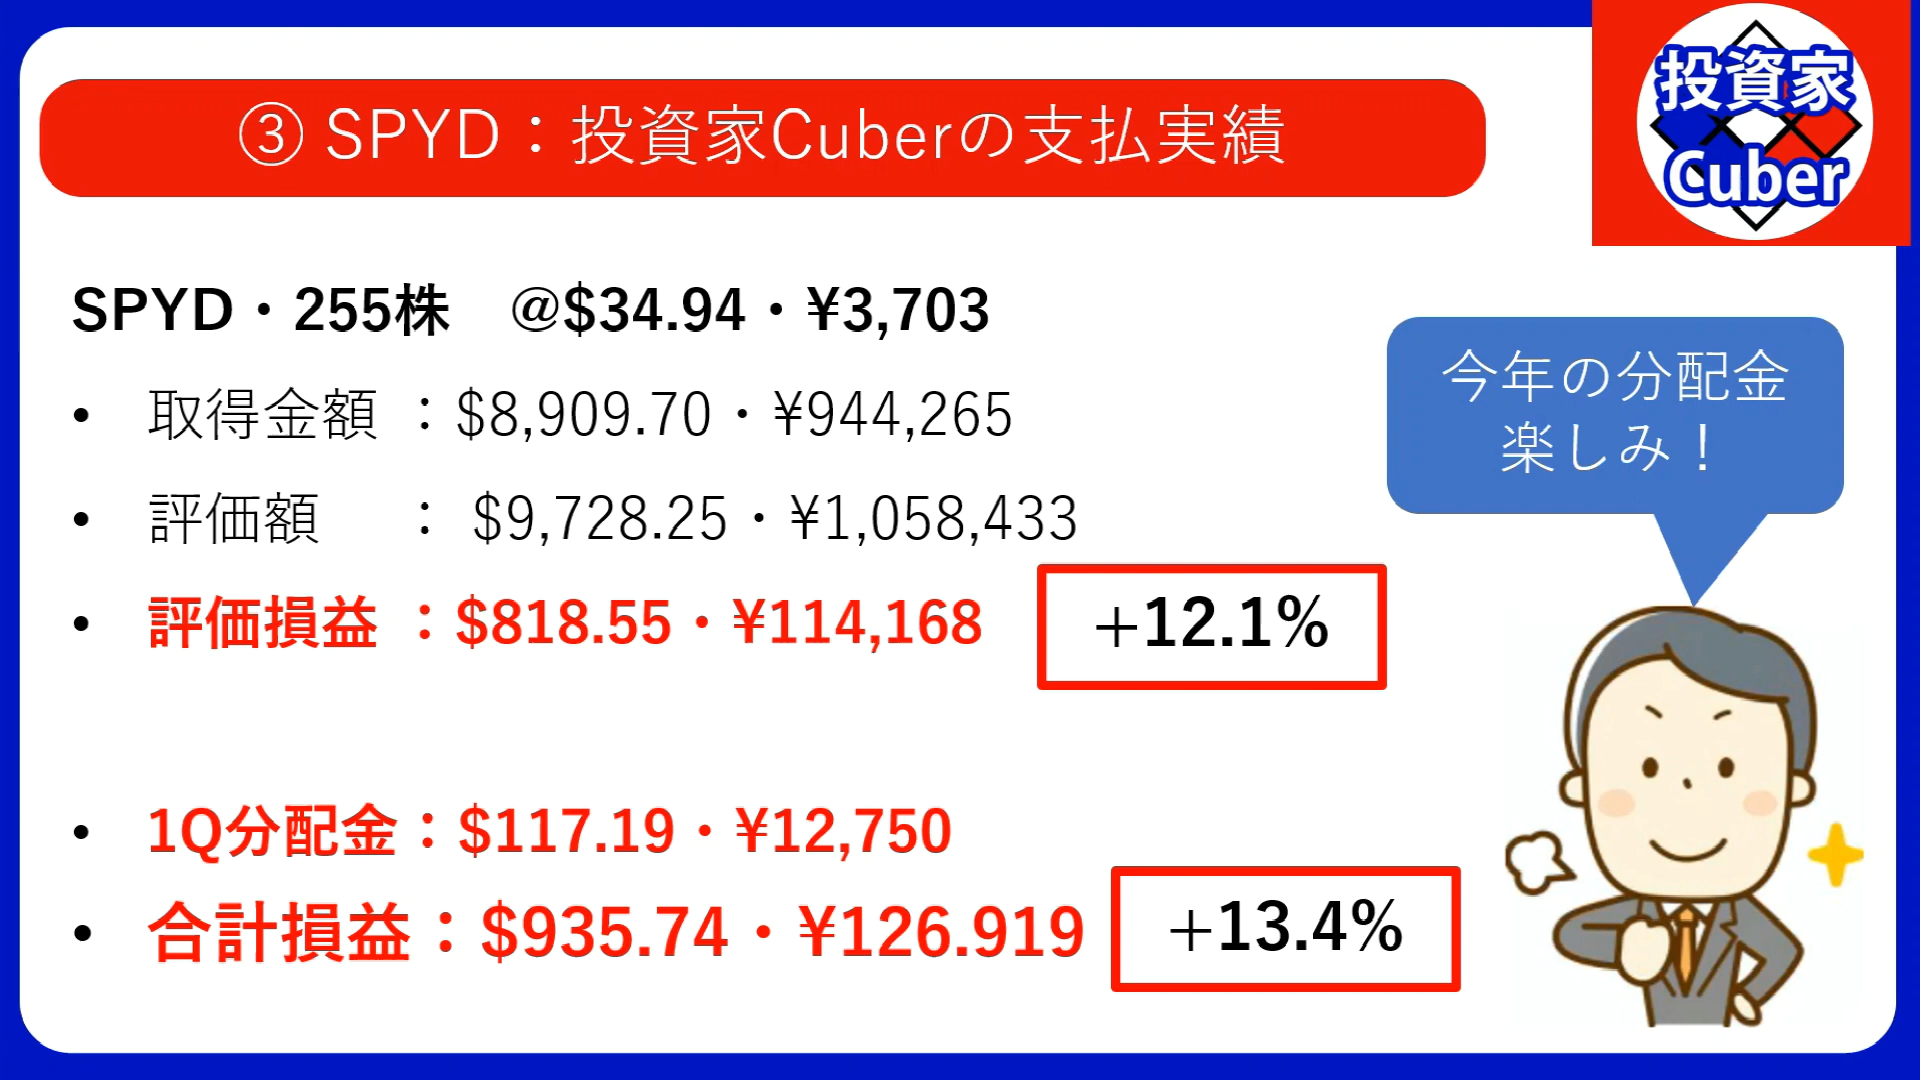 ③ SPYD：投資家Cuberの支払実績
投資家
Cuber
SPYD・255株　@$34.94・¥3,703
• 取得金額 ：$8,909.70・¥944,265
• 評価額 ： $9,728.25・¥1,058,433
• 評価損益 ：$818.55・¥114,168
+12.1%
• 1Q分配金：$117.19・¥12,750
• 合計損益：$935.74・¥126.919
+13.4%
今年の分配金
楽しみ！